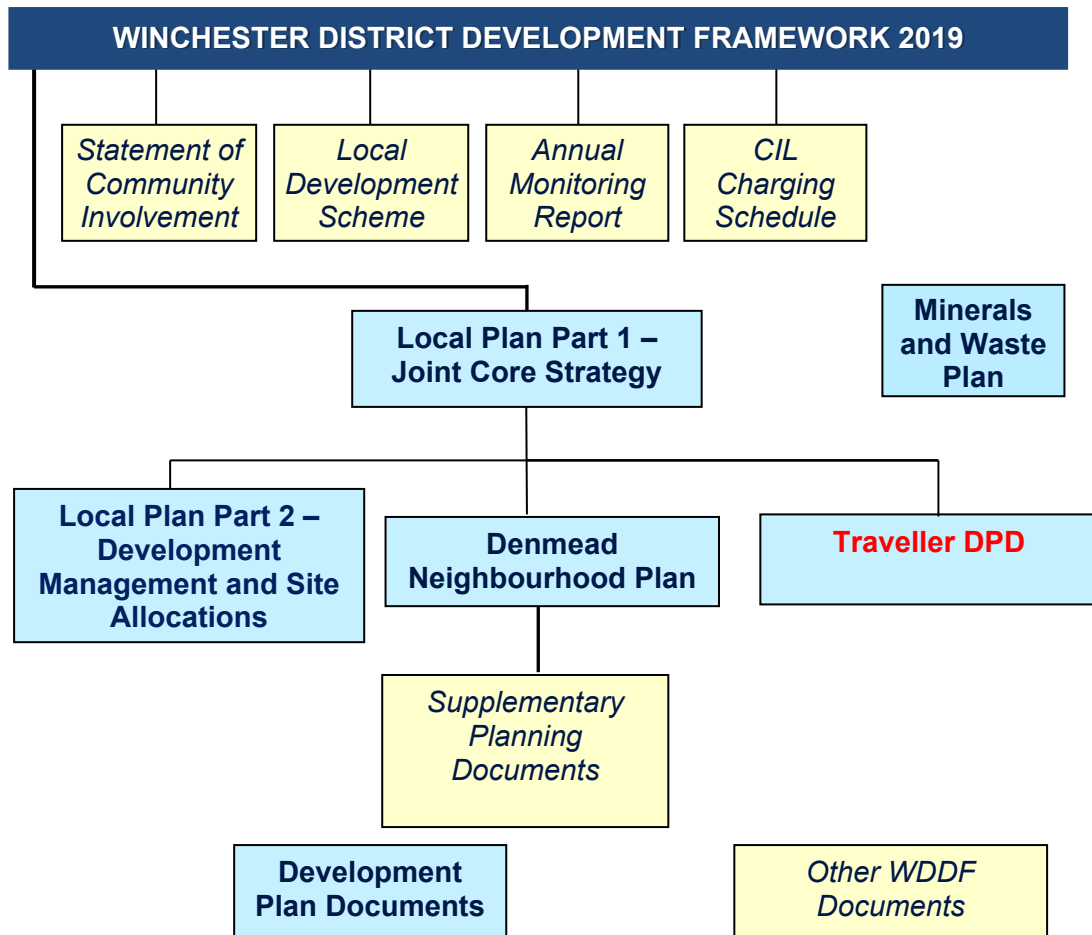 WINCHESTER DISTRICT DEVELOPMENT FRAMEWORK 2019
Statement of
Community
Involvement
Local
Development
Scheme
Annual
Monitoring
Report
CIL
Charging
Schedule
Local Plan Part 1 –
Joint Core Strategy
Minerals
and Waste
Plan
Local Plan Part 2 –
Development
Management and Site
Allocations
Denmead
Neighbourhood Plan
Traveller DPD
Supplementary
Planning
Documents
Development
Plan Documents
Other WDDF
Documents